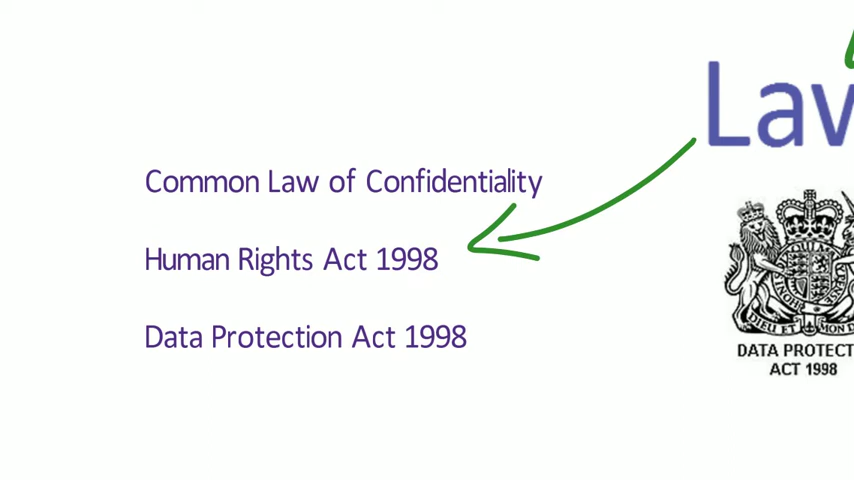 Law
Common Law of Confidentiality
Human Rights Act 1998
Data Protection Act 1998
DIEU ET MON D
DATA PROTECT
ACT 1998